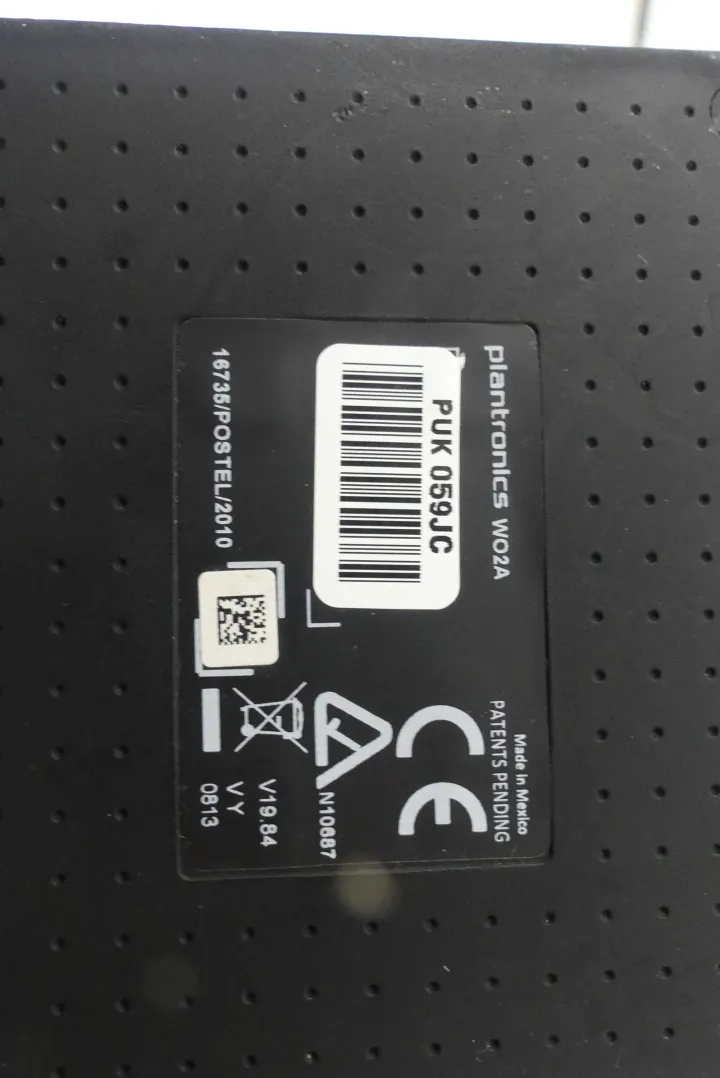 plantronics WO2A
PUK 059JC
16735/POSTEL/2010
Made in Mexico
PATENTS PENDING
CE
N10687
V19.84
V Y
0813